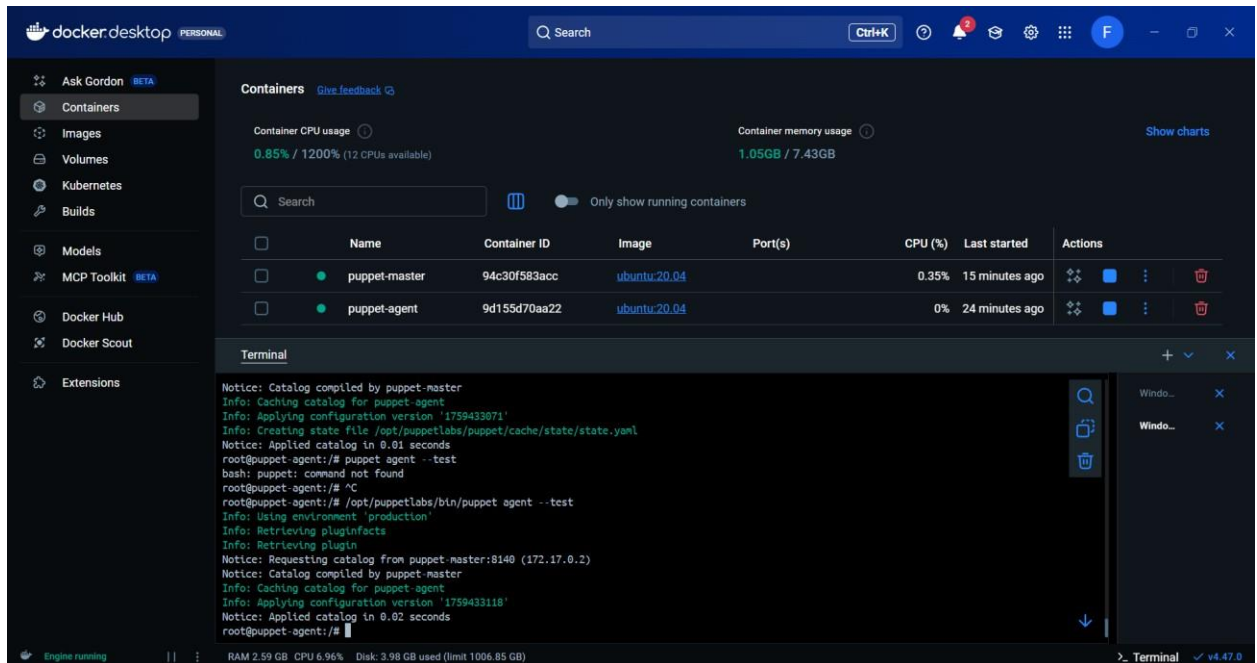 docker.desktop PERSONAL
Search
Ctrl+K
2
F
Ask Gordon BETA
Containers
Images
Volumes
Kubernetes
Builds
Models
MCP Toolkit BETA
Docker Hub
Docker Scout
Extensions
Containers Give feedback
Container CPU usage
0.85% / 1200% (12 CPUs available)
Container memory usage
1.05GB / 7.43GB
Show charts
Search
Only show running containers
Name Container ID Image Port(s) CPU (%) Last started Actions
puppet-master 94c30f583acc ubuntu:20.04 0.35% 15 minutes ago
puppet-agent 9d155d70aa22 ubuntu:20.04 0% 24 minutes ago
Terminal
Notice: Catalog compiled by puppet-master
Info: Caching catalog for puppet-agent
Info: Applying configuration version '1759433071'
Info: Creating state file /opt/puppetlabs/puppet/cache/state/state.yaml
Notice: Applied catalog in 0.01 seconds
root@puppet-agent:/# puppet agent --test
bash: puppet: command not found
root@puppet-agent:/# ^C
root@puppet-agent:/# /opt/puppetlabs/bin/puppet agent --test
Info: Using environment 'production'
Info: Retrieving pluginfacts
Info: Retrieving plugin
Notice: Requesting catalog from puppet-master:8140 (172.17.0.2)
Notice: Catalog compiled by puppet-master
Info: Caching catalog for puppet-agent
Info: Applying configuration version '1759433118'
Notice: Applied catalog in 0.02 seconds
root@puppet-agent:/#
Windo...
Windo...
Engine running
RAM 2.59 GB CPU 6.96% Disk: 3.98 GB used (limit 1006.85 GB)
Terminal
v4.47.0